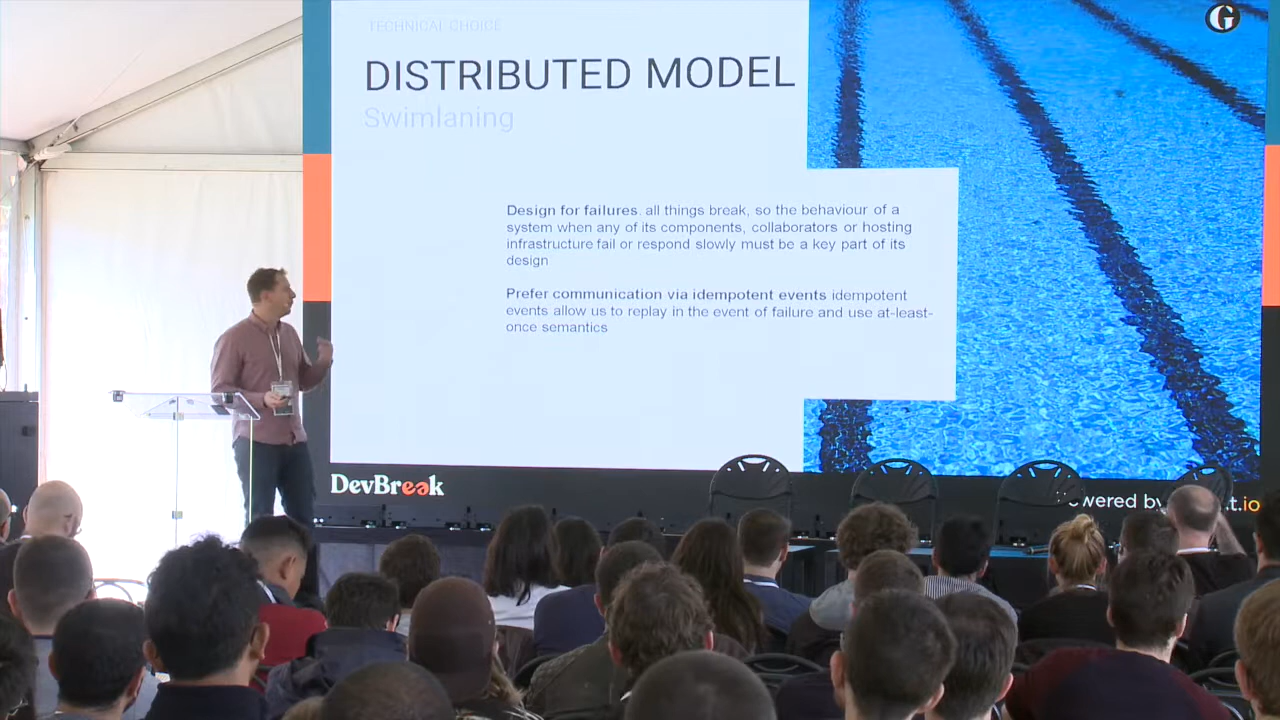 TECHNICAL CHOICE
DISTRIBUTED MODEL
Swimlaning
Design for failures. all things break, so the behaviour of a
system when any of its components, collaborators or hosting
infrastructure fail or respond slowly must be a key part of its
design
Prefer communication via idempotent events idempotent
events allow us to replay in the event of failure and use at-least-
once semantics
G
DevBreak